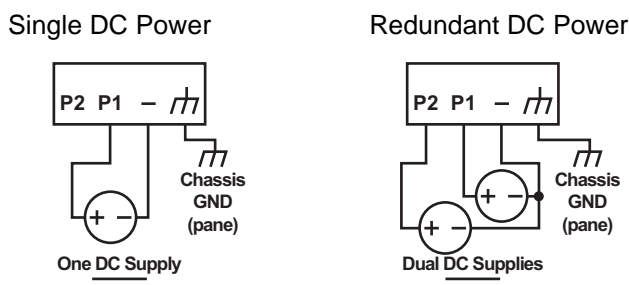 Single DC Power
P2 P1 –
Chassis
GND
(pane)
+ –
One DC Supply
Redundant DC Power
P2 P1 –
+ –
Chassis
GND
(pane)
+ –
Dual DC Supplies